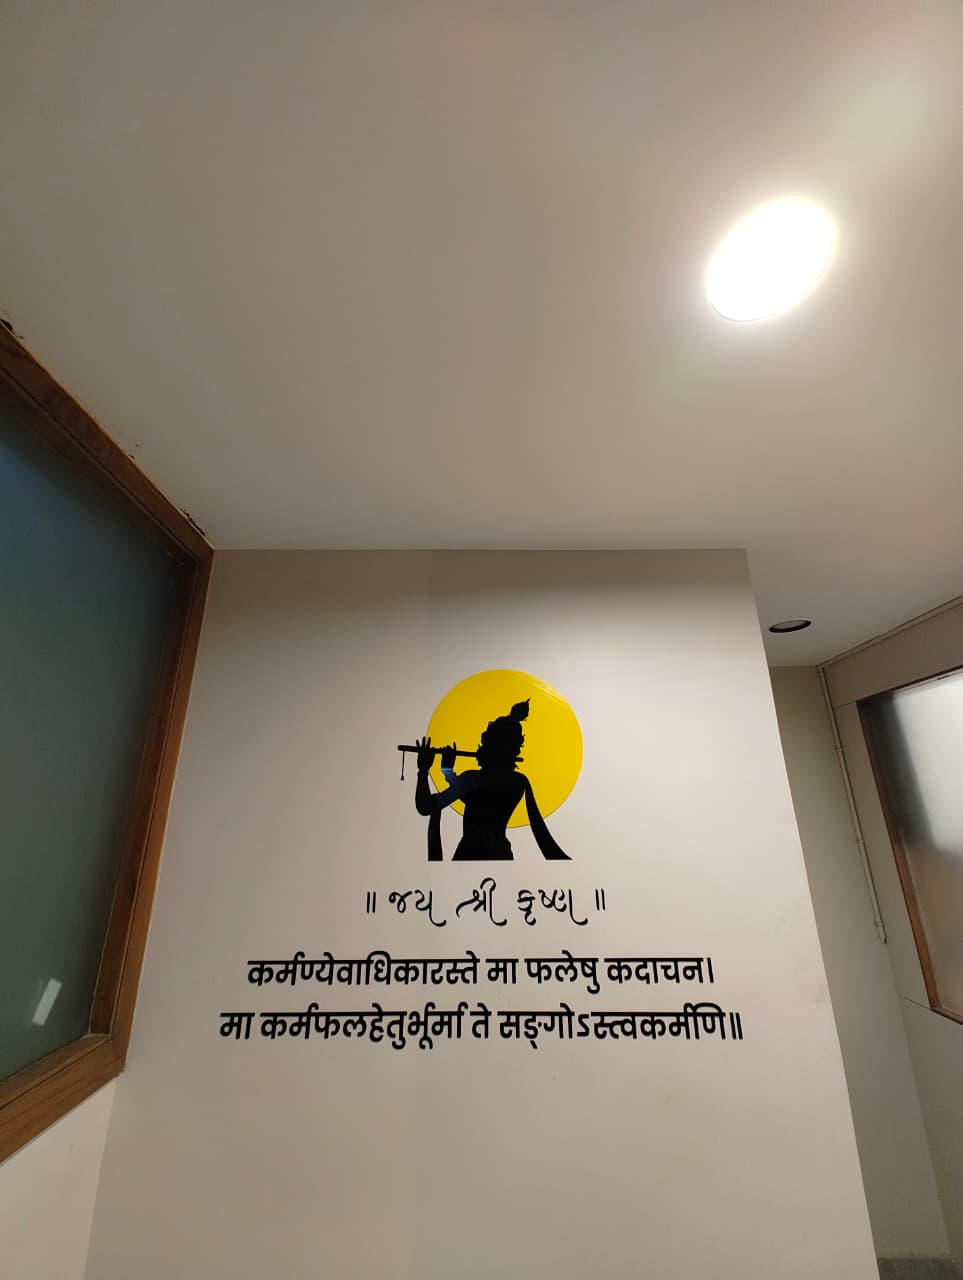 ॥ જય શ્રી કૃષ્ણ ॥
कर्मण्येवाधिकारस्ते मा फलेषु कदाचन।
मा कर्मफलहेतुर्भूर्मा ते सङ्गोऽस्त्वकर्मणि॥